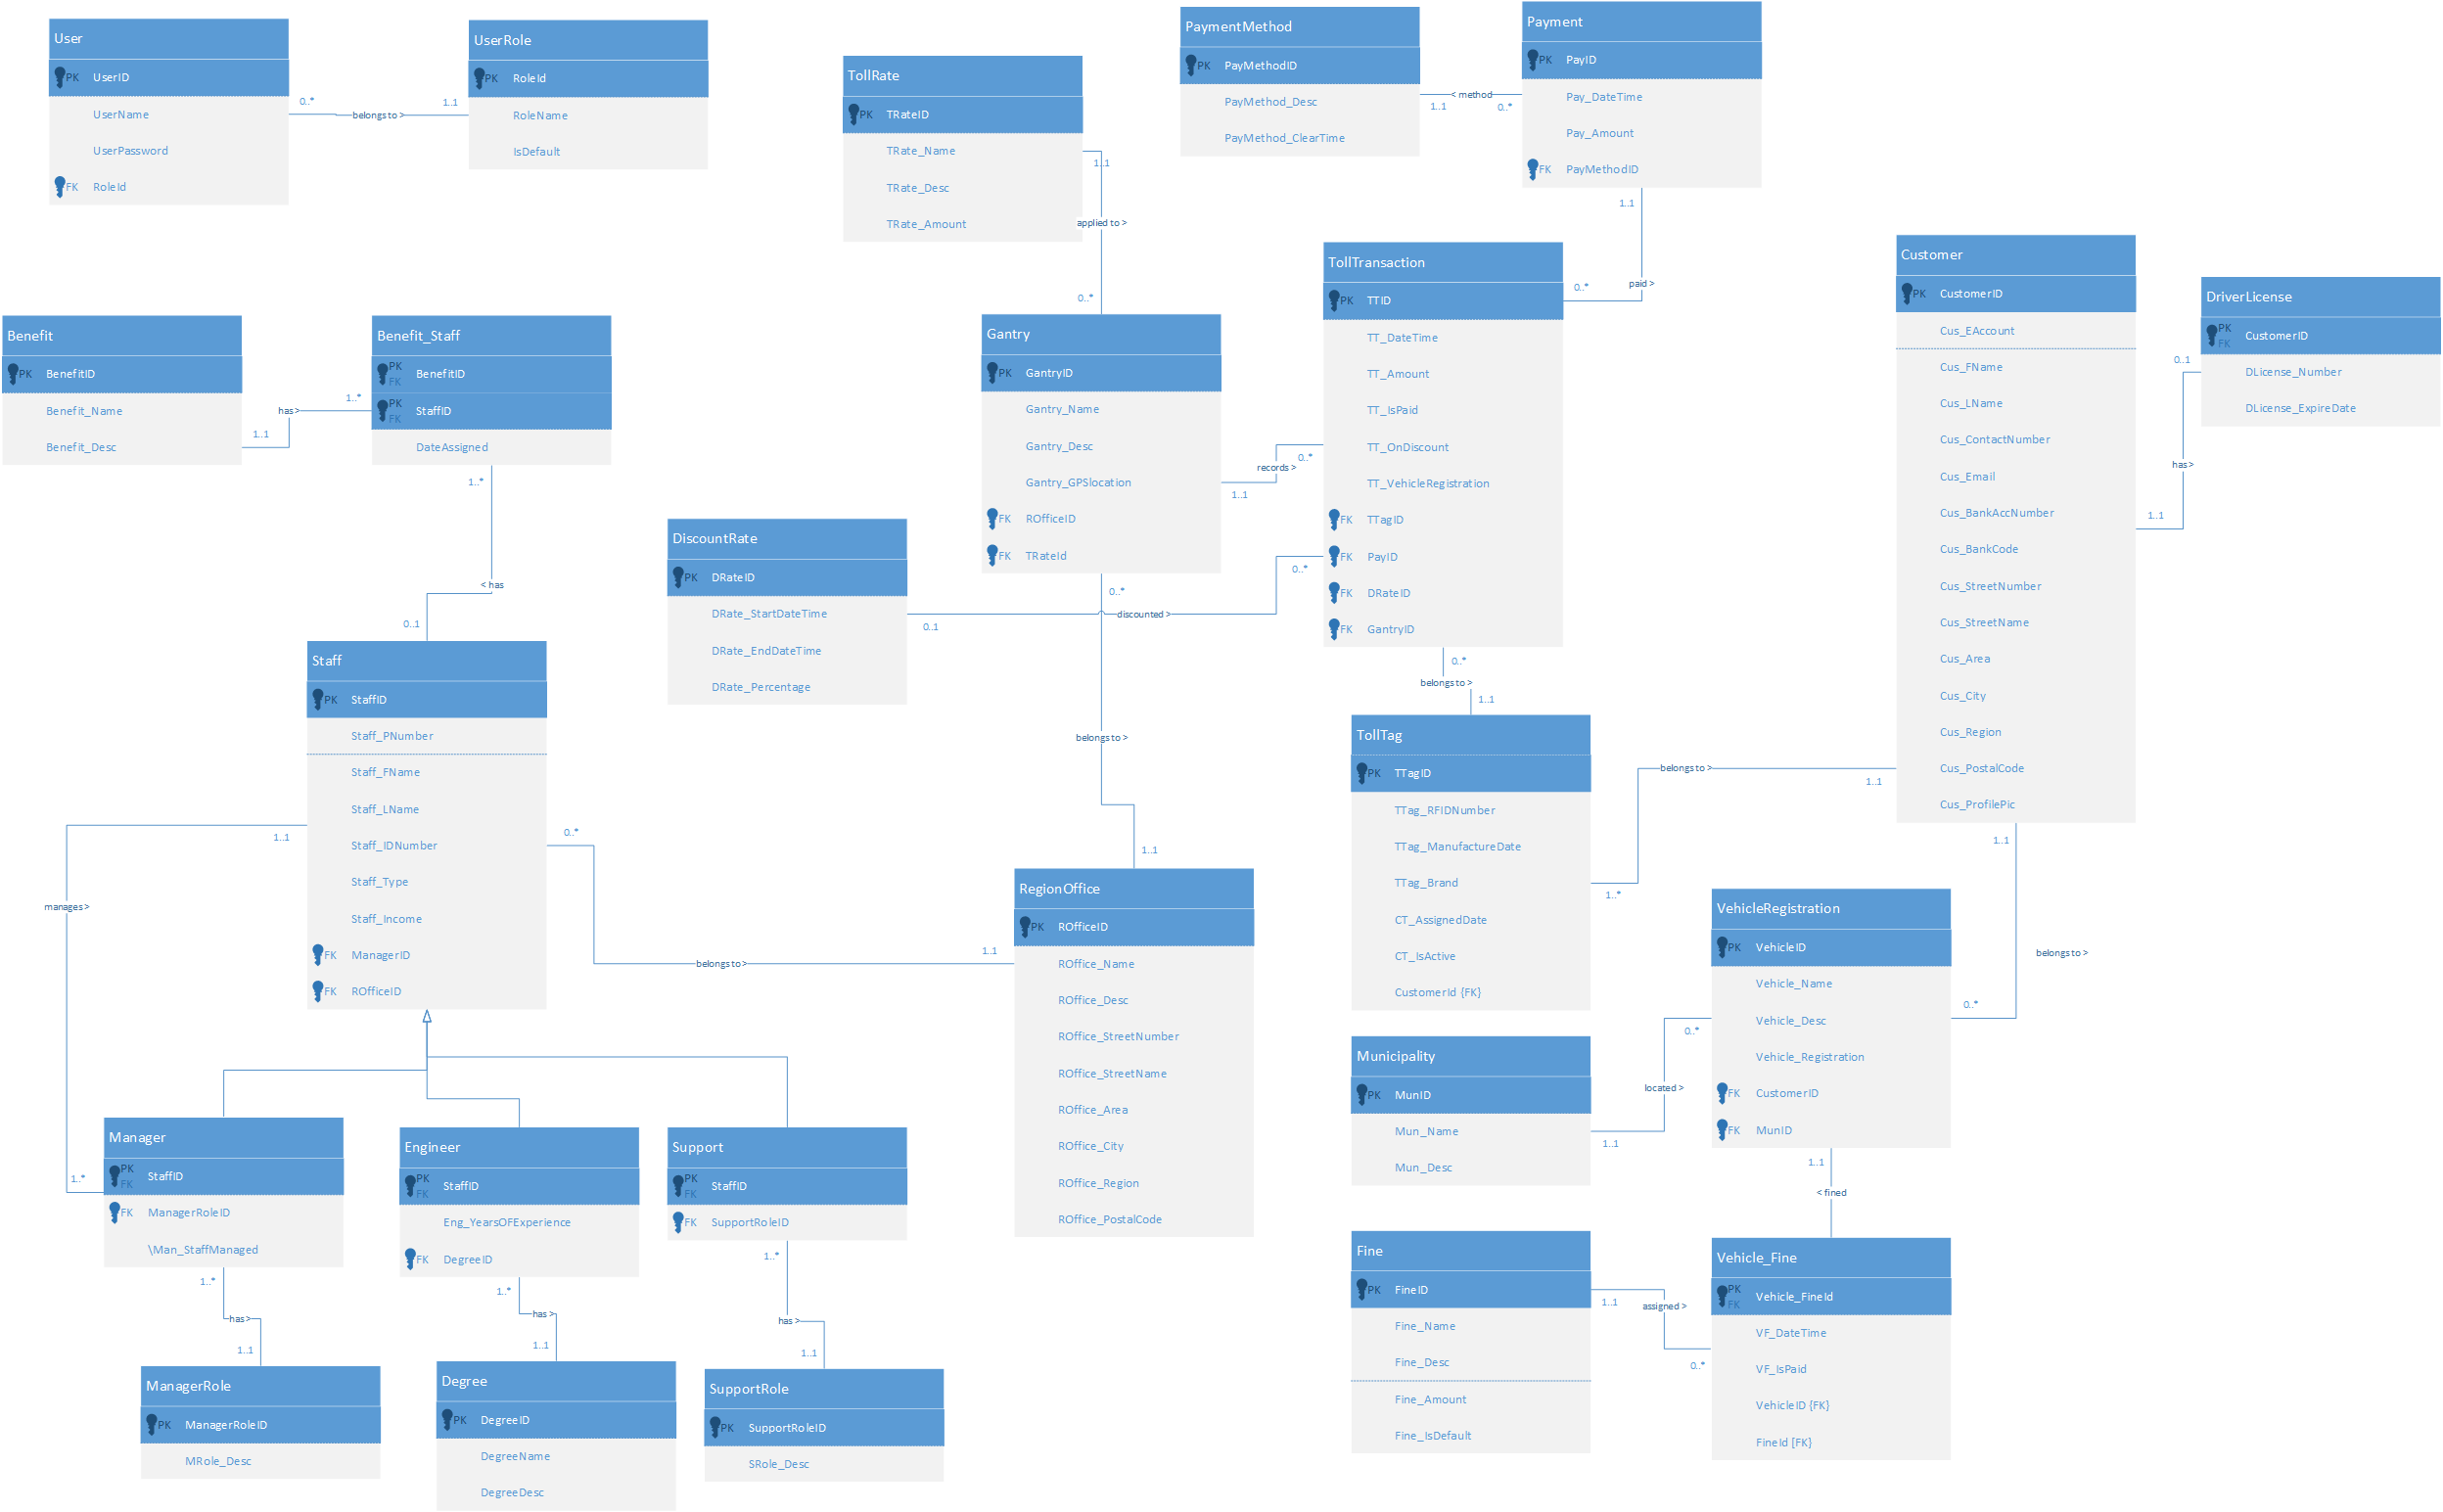 User
PK UserID
UserName
UserPassword
FK RoleId
0..*
belongs to >
1..1
UserRole
PK RoleId
RoleName
IsDefault
TollRate
PK TRateID
TRate_Name
TRate_Desc
TRate_Amount
1..1
applied to >
0..*
PaymentMethod
PK PayMethodID
PayMethod_Desc
PayMethod_ClearTime
1..1
< method
0..*
Payment
PK PayID
Pay_DateTime
Pay_Amount
FK PayMethodID
1..1
paid >
0..*
TollTransaction
PK TTID
TT_DateTime
TT_Amount
TT_IsPaid
TT_OnDiscount
TT_VehicleRegistration
FK TTagID
FK PayID
FK DRateID
FK GantryID
Customer
PK CustomerID
Cus_EAccount
Cus_FName
Cus_LName
Cus_ContactNumber
Cus_Email
Cus_BankAccNumber
Cus_BankCode
Cus_StreetNumber
Cus_StreetName
Cus_Area
Cus_City
Cus_Region
Cus_PostalCode
Cus_ProfilePic
0..1
has >
1..1
DriverLicense
PK
FK
CustomerID
DLicense_Number
DLicense_ExpireDate
Benefit
PK BenefitID
Benefit_Name
Benefit_Desc
1..1
has >
1..*
Benefit_Staff
PK
FK
BenefitID
PK
FK
StaffID
DateAssigned
1..*
< has
0..1
Gantry
PK GantryID
Gantry_Name
Gantry_Desc
Gantry_GPSlocation
FK ROfficeID
FK TRateId
1..1
records >
0..*
DiscountRate
PK DRateID
DRate_StartDateTime
DRate_EndDateTime
DRate_Percentage
0..1
discounted >
0..*
0..*
belongs to >
1..1
0..*
belongs to >
1..1
Staff
PK StaffID
Staff_PNumber
Staff_FName
Staff_LName
Staff_IDNumber
Staff_Type
Staff_Income
FK ManagerID
FK ROfficeID
1..1
manages >
1..*
0..*
belongs to >
1..1
RegionOffice
PK ROfficeID
ROffice_Name
ROffice_Desc
ROffice_StreetNumber
ROffice_StreetName
ROffice_Area
ROffice_City
ROffice_Region
ROffice_PostalCode
TollTag
PK TTagID
TTag_RFIDNumber
TTag_ManufactureDate
TTag_Brand
CT_AssignedDate
CT_IsActive
CustomerId {FK}
belongs to >
1..1
1..*
VehicleRegistration
PK VehicleID
Vehicle_Name
Vehicle_Desc
Vehicle_Registration
FK CustomerID
FK MunID
1..1
belongs to >
0..*
Municipality
PK MunID
Mun_Name
Mun_Desc
0..*
located >
1..1
1..1
< fined
Manager
PK
FK
StaffID
FK ManagerRoleID
\Man_StaffManaged
1..*
has >
1..1
Engineer
PK
FK
StaffID
Eng_YearsOFExperience
FK DegreeID
1..*
has >
1..1
Support
PK
FK
StaffID
FK SupportRoleID
1..*
has >
1..1
Fine
PK FineID
Fine_Name
Fine_Desc
Fine_Amount
Fine_IsDefault
1..1
assigned >
0..*
Vehicle_Fine
PK
FK
Vehicle_FineId
VF_DateTime
VF_IsPaid
VehicleID {FK}
FineId [FK}
ManagerRole
PK ManagerRoleID
MRole_Desc
Degree
PK DegreeID
DegreeName
DegreeDesc
SupportRole
PK SupportRoleID
SRole_Desc